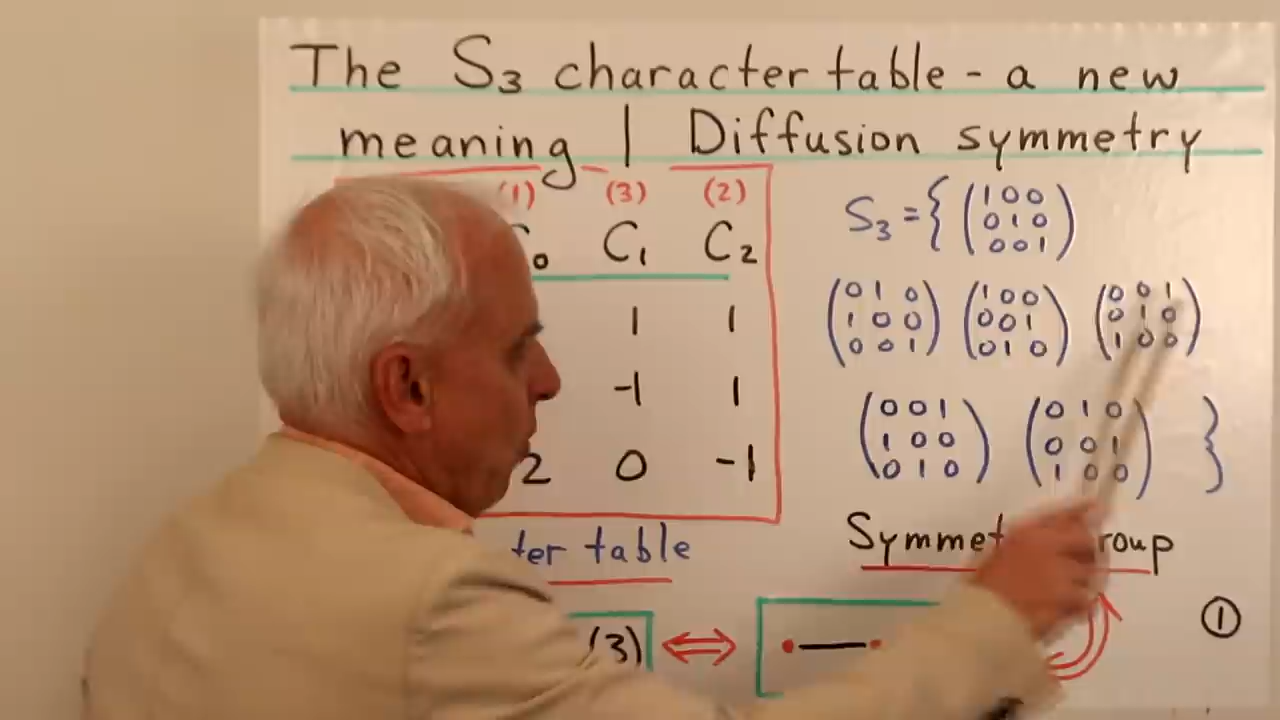 The S₃ character table - a new
meaning | Diffusion symmetry
(1) (3) (2)
C₀ C₁ C₂
1 1
-1 1
2 0 -1
ter table
(3) ⇔
S₃ = { (1 0 0
0 1 0
0 0 1)
(0 1 0 (1 0 0 (0 0 1
1 0 0 0 0 1 0 1 0
0 0 1) 0 1 0) 1 0 0)
(0 0 1 (0 1 0
1 0 0 0 0 1
0 1 0) 1 0 0) }
Symmet roup
①